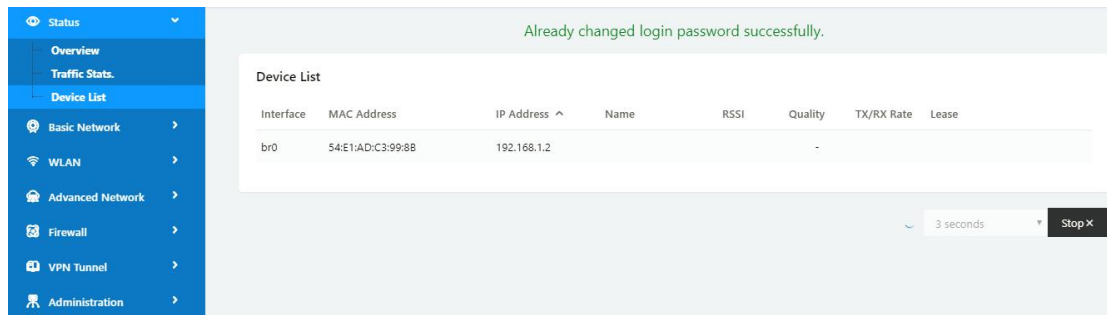 Status
Overview
Traffic Stats.
Device List
Basic Network
WLAN
Advanced Network
Firewall
VPN Tunnel
Administration
Already changed login password successfully.
Device List
Interface MAC Address IP Address Name RSSI Quality TX/RX Rate Lease
br0 54:E1:AD:C3:99:8B 192.168.1.2 -
3 seconds Stop ×